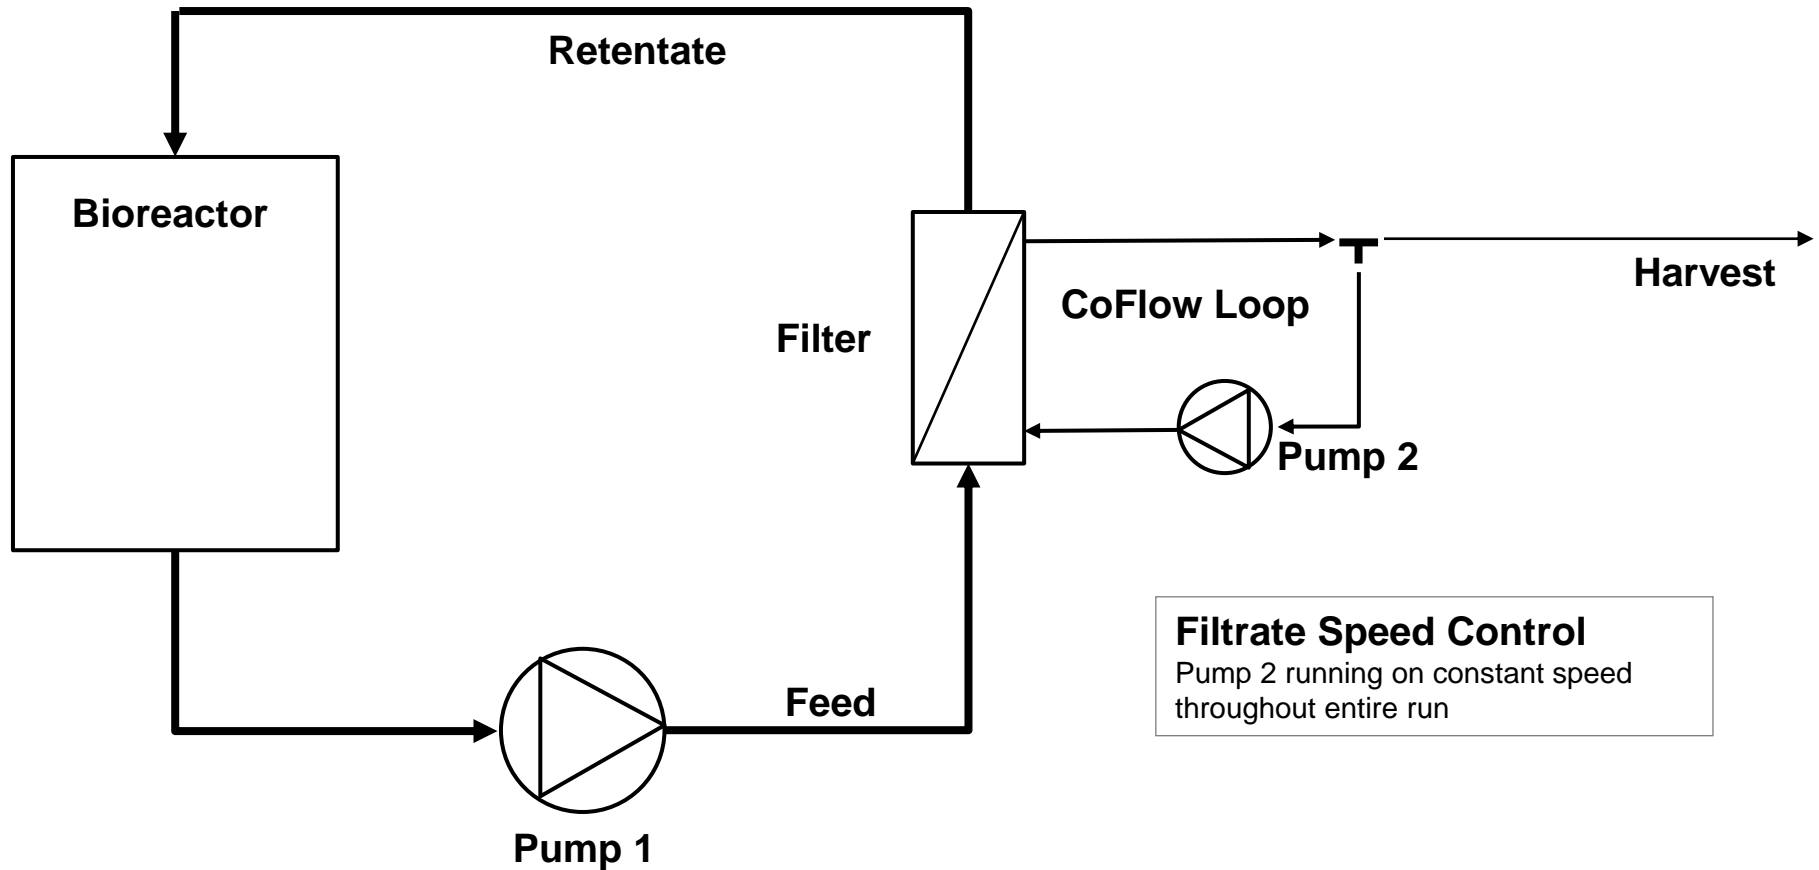 Retentate
Bioreactor
Harvest
CoFlow Loop
Filter
Pump 2
Filtrate Speed Control
Pump 2 running on constant speed
throughout entire run
Feed
Pump 1